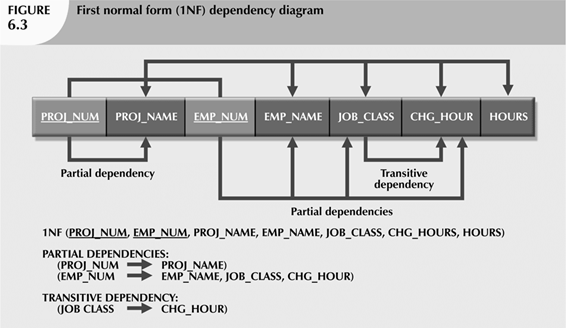 FIGURE
6.3
First normal form (1NF) dependency diagram
PROJ_NUM PROJ_NAME EMP_NUM EMP_NAME JOB_CLASS CHG_HOUR HOURS
Partial dependency
Transitive
dependency
Partial dependencies
1NF (PROJ_NUM, EMP_NUM, PROJ_NAME, EMP_NAME, JOB_CLASS, CHG_HOURS, HOURS)
PARTIAL DEPENDENCIES:
(PROJ_NUM → PROJ_NAME)
(EMP_NUM → EMP_NAME, JOB_CLASS, CHG_HOUR)
TRANSITIVE DEPENDENCY:
(JOB CLASS → CHG_HOUR)